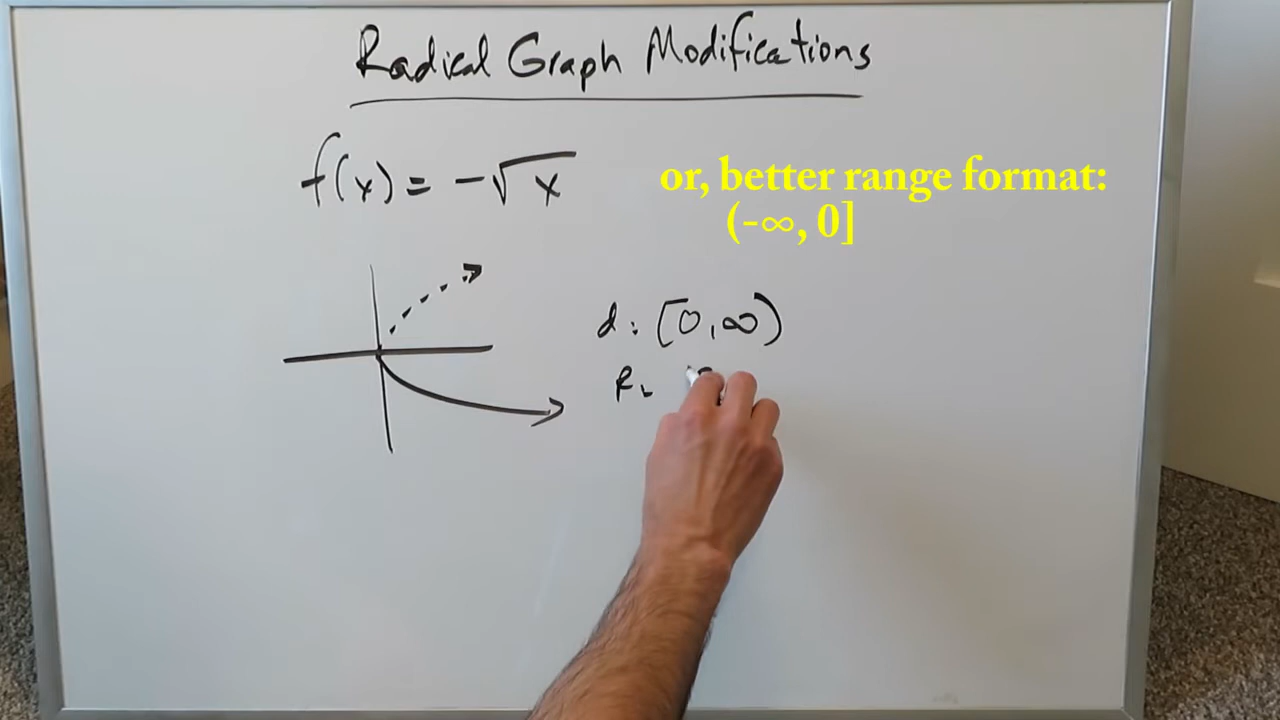 Radical Graph Modifications
f(x) = -√x
or, better range format:
(-∞, 0]
d: [0, ∞)
R: